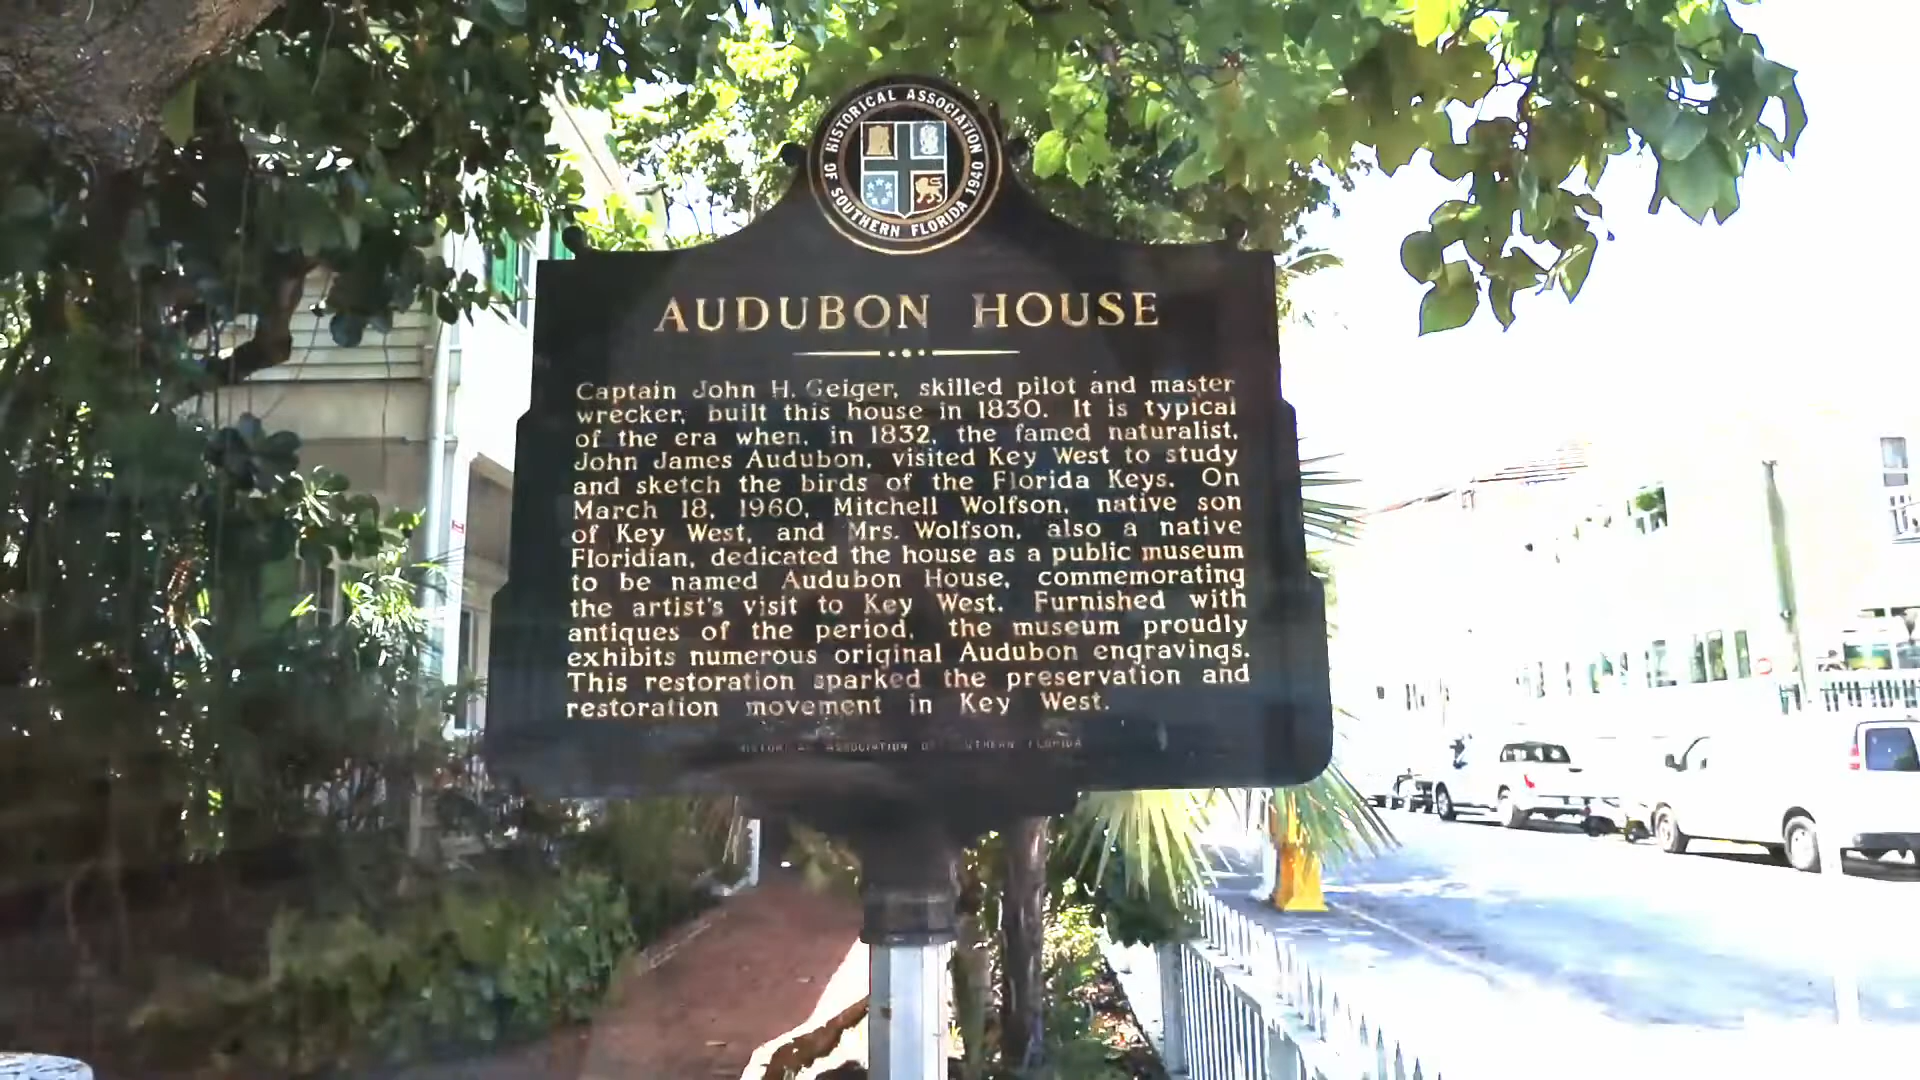 HISTORICAL ASSOCIATION
OF SOUTHERN FLORIDA 1940
AUDUBON HOUSE
Captain John H. Geiger, skilled pilot and master
wrecker, built this house in 1830. It is typical
of the era when, in 1832, the famed naturalist,
John James Audubon, visited Key West to study
and sketch the birds of the Florida Keys. On
March 18, 1960, Mitchell Wolfson, native son
of Key West, and Mrs. Wolfson, also a native
Floridian, dedicated the house as a public museum
to be named Audubon House, commemorating
the artist's visit to Key West. Furnished with
antiques of the period, the museum proudly
exhibits numerous original Audubon engravings.
This restoration sparked the preservation and
restoration movement in Key West.
HISTORICAL ASSOCIATION OF SOUTHERN FLORIDA